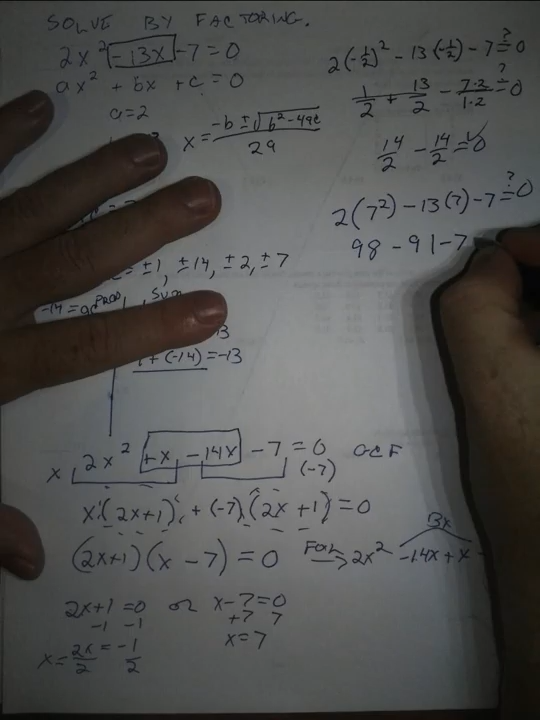 SOLVE BY FACTORING.
2x² - 13x - 7 = 0
ax² + bx + c = 0
a = 2
x = -b ± √b² - 4ac / 2a
= ±1, ±14, ±2, ±7
-14 = ac PROD SUM
1 + (-14) = -13
x 2x² + x - 14x - 7 = 0 GCF
(-7)
x(2x+1) + (-7)(2x+1) = 0
(2x+1)(x - 7) = 0 Foil → 2x² - 14x + x
Bx
2x+1 = 0 or x - 7 = 0
-1 -1 +7 7
x = 2x/2 = -1/2 x = 7
2(-1/2)² - 13(-1/2) - 7 ≟ 0
1/2 + 13/2 - 7·2/1·2 ≟ 0
14/2 - 14/2 = 0 ✓
2(7²) - 13(7) - 7 ≟ 0
98 - 91 - 7